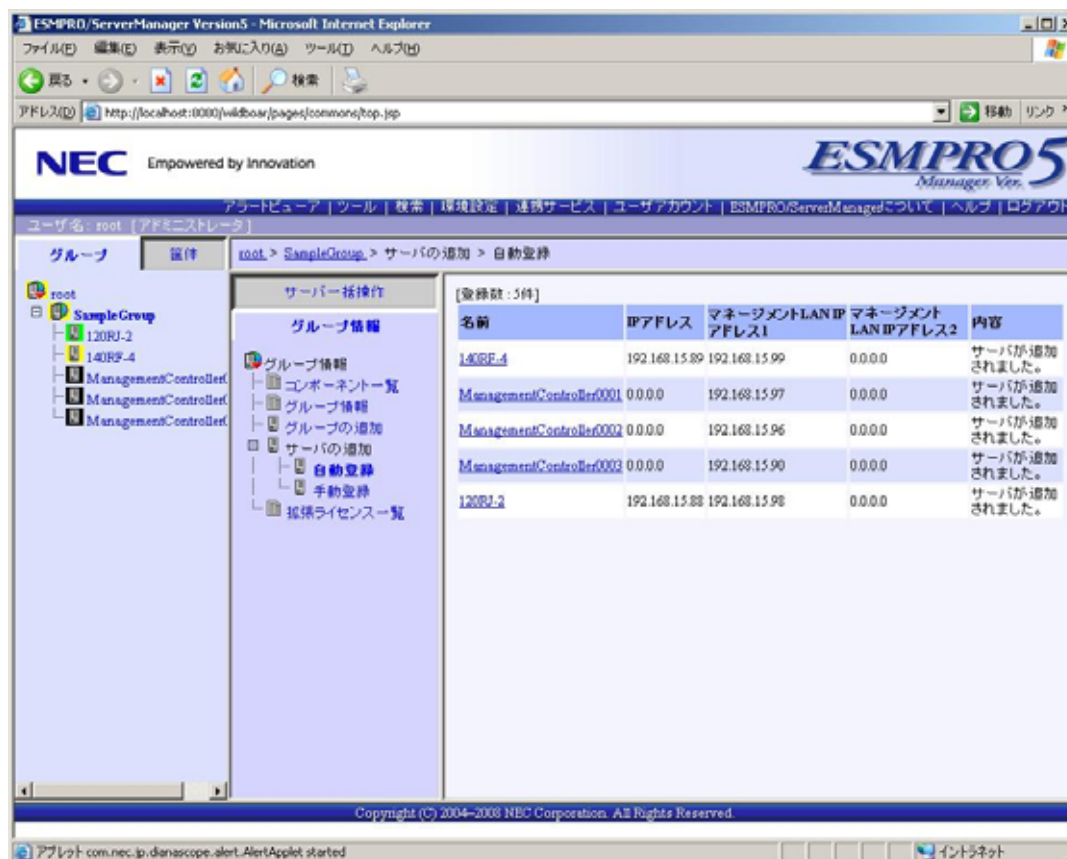 ESMPRO/ServerManager Version5 - Microsoft Internet Explorer
ファイル(F) 編集(E) 表示(V) お気に入り(A) ツール(T) ヘルプ(H)
戻る 検索
アドレス(D) http://localhost:8080/wildboar/pages/commons/top.jsp 移動 リンク
NEC Empowered by Innovation
ESMPRO5
Manager Ver.
アラートビューア | ツール | 検索 | 環境設定 | 連携サービス | ユーザアカウント | ESMPRO/ServerManagerについて | ヘルプ | ログアウト
ユーザ名 : root [アドミニストレータ]
グループ 筐体
root > SampleGroup > サーバの追加 > 自動登録
root
SampleGroup
120RJ-2
140RF-4
ManagementController
ManagementController
ManagementController
サーバ一括操作
グループ情報
グループ情報
コンポーネント一覧
グループ情報
グループの追加
サーバの追加
自動登録
手動登録
拡張ライセンス一覧
[登録数 : 5件]
名前 IPアドレス マネージメントLAN IPアドレス1 マネージメントLAN IPアドレス2 内容
140RF-4 192.168.15.89 192.168.15.99 0.0.0.0 サーバが追加されました。
ManagementController0001 0.0.0.0 192.168.15.97 0.0.0.0 サーバが追加されました。
ManagementController0002 0.0.0.0 192.168.15.96 0.0.0.0 サーバが追加されました。
ManagementController0003 0.0.0.0 192.168.15.90 0.0.0.0 サーバが追加されました。
120RJ-2 192.168.15.88 192.168.15.98 0.0.0.0 サーバが追加されました。
Copyright (C) 2004-2008 NEC Corporation. All Rights Reserved.
アプレット com.nec.jp.dianascope.alert.AlertApplet started イントラネット